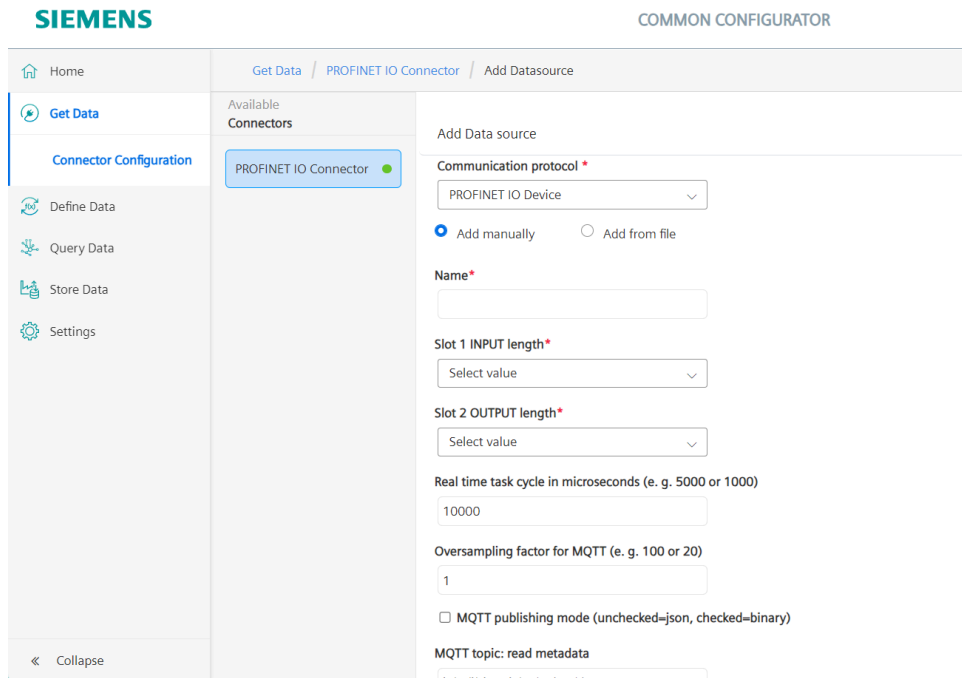 SIEMENS
COMMON CONFIGURATOR
Home
Get Data / PROFINET IO Connector / Add Datasource
Get Data
Connector Configuration
Define Data
Query Data
Store Data
Settings
« Collapse
Available
Connectors
PROFINET IO Connector
Add Data source
Communication protocol *
PROFINET IO Device
Add manually
Add from file
Name*
Slot 1 INPUT length*
Select value
Slot 2 OUTPUT length*
Select value
Real time task cycle in microseconds (e. g. 5000 or 1000)
10000
Oversampling factor for MQTT (e. g. 100 or 20)
1
MQTT publishing mode (unchecked=json, checked=binary)
MQTT topic: read metadata